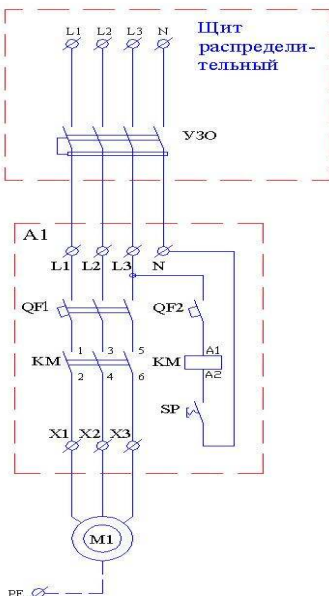 L1 L2 L3 N
Щит
распредели-
тельный
УЗО
A1
L1 L2 L3 N
QF1
QF2
KM
1 3 5
2 4 6
KM
A1
A2
SP
X1 X2 X3
M1
PE